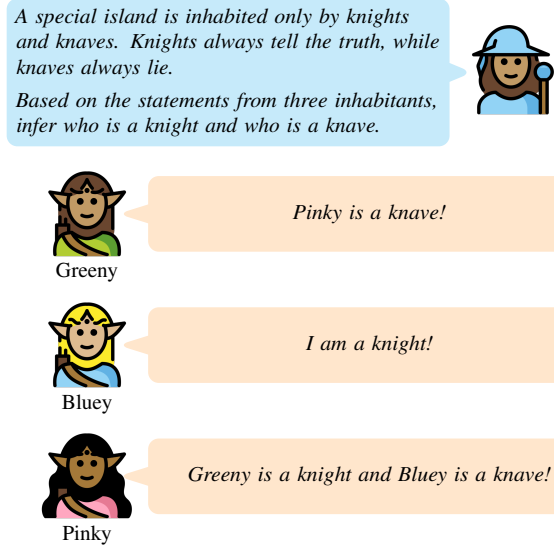 A special island is inhabited only by knights
and knaves. Knights always tell the truth, while
knaves always lie.
Based on the statements from three inhabitants,
infer who is a knight and who is a knave.
Pinky is a knave!
Greeny
I am a knight!
Bluey
Greeny is a knight and Bluey is a knave!
Pinky